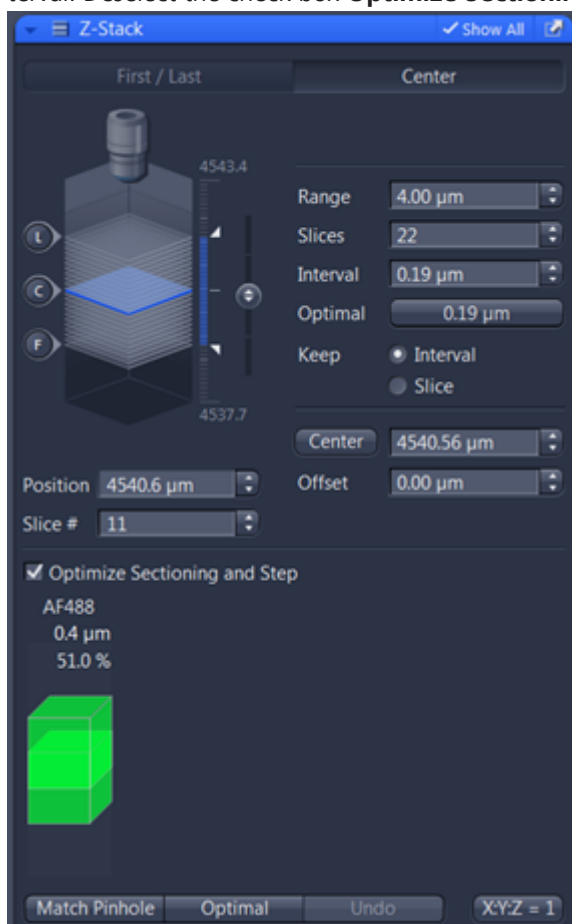 Z-Stack Show All
First / Last Center
4543.4
L
C
F
4537.7
Range 4.00 µm
Slices 22
Interval 0.19 µm
Optimal 0.19 µm
Keep Interval
Slice
Center 4540.56 µm
Position 4540.6 µm Offset 0.00 µm
Slice # 11
Optimize Sectioning and Step
AF488
0.4 µm
51.0 %
Match Pinhole Optimal Undo X:Y:Z = 1